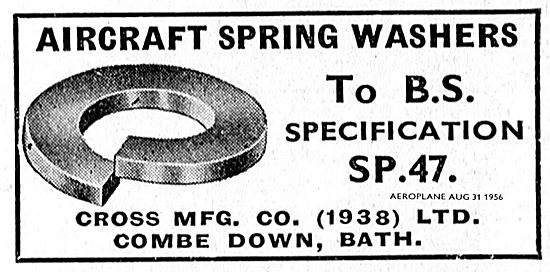 AIRCRAFT SPRING WASHERS
To B.S.
SPECIFICATION
SP.47.
AEROPLANE AUG 31 1956
CROSS MFG. CO. (1938) LTD.
COMBE DOWN, BATH.